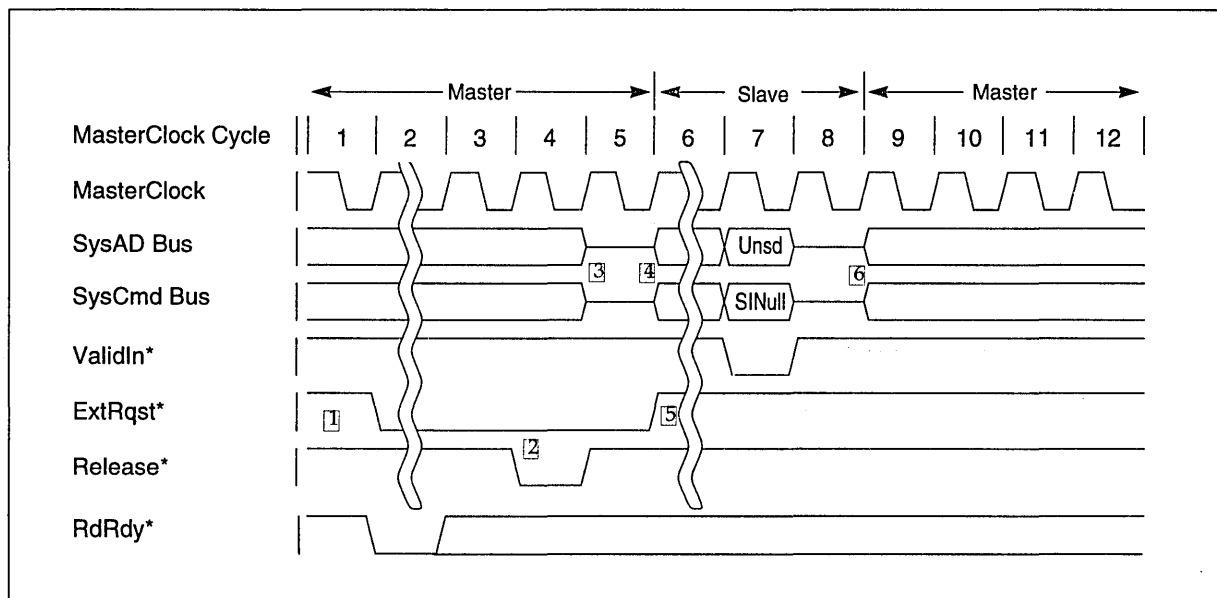 Master Slave Master
MasterClock Cycle 1 2 3 4 5 6 7 8 9 10 11 12
MasterClock
SysAD Bus Unsd
3 4 6
SysCmd Bus SINull
ValidIn*
ExtRqst* 1 5
2
Release*
RdRdy*